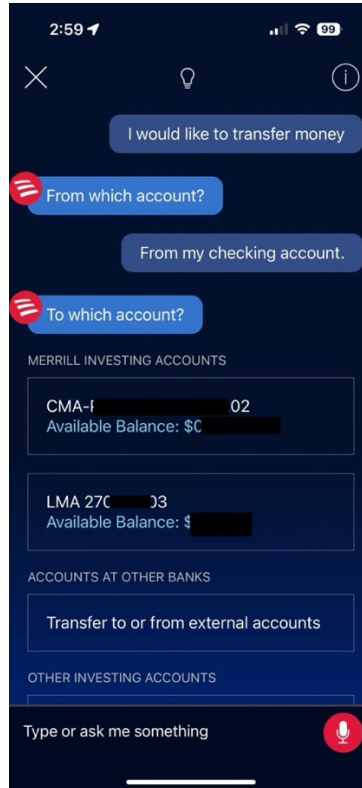 2:59
99
I would like to transfer money
From which account?
From my checking account.
To which account?
MERRILL INVESTING ACCOUNTS
CMA- 02
Available Balance: $0
LMA 270 03
Available Balance: $
ACCOUNTS AT OTHER BANKS
Transfer to or from external accounts
OTHER INVESTING ACCOUNTS
Type or ask me something